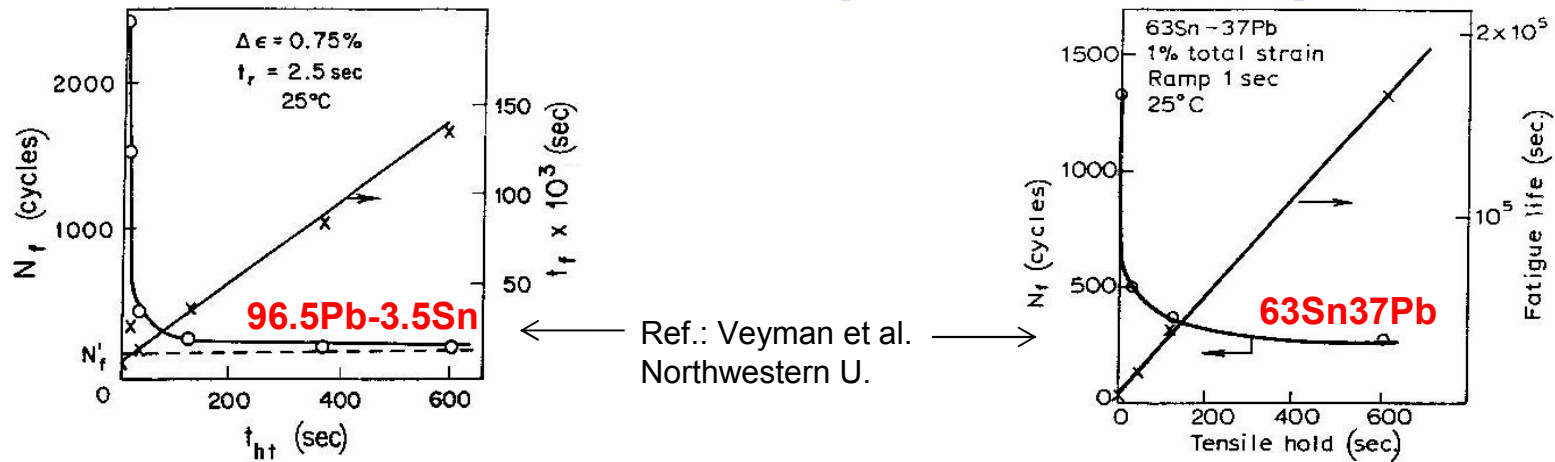 Δε = 0.75%
t_r = 2.5 sec
25°C
2000
1000
N_f'
0
N_f (cycles)
150
100
50
t_f x 10³ (sec)
96.5Pb-3.5Sn
0
200
400
600
t_ht (sec)
Ref.: Veyman et al.
Northwestern U.
63Sn-37Pb
1% total strain
Ramp 1 sec
25°C
1500
1000
500
0
N_f (cycles)
2x10⁵
10⁵
Fatigue life (sec.)
63Sn37Pb
0
200
400
600
Tensile hold (sec.)